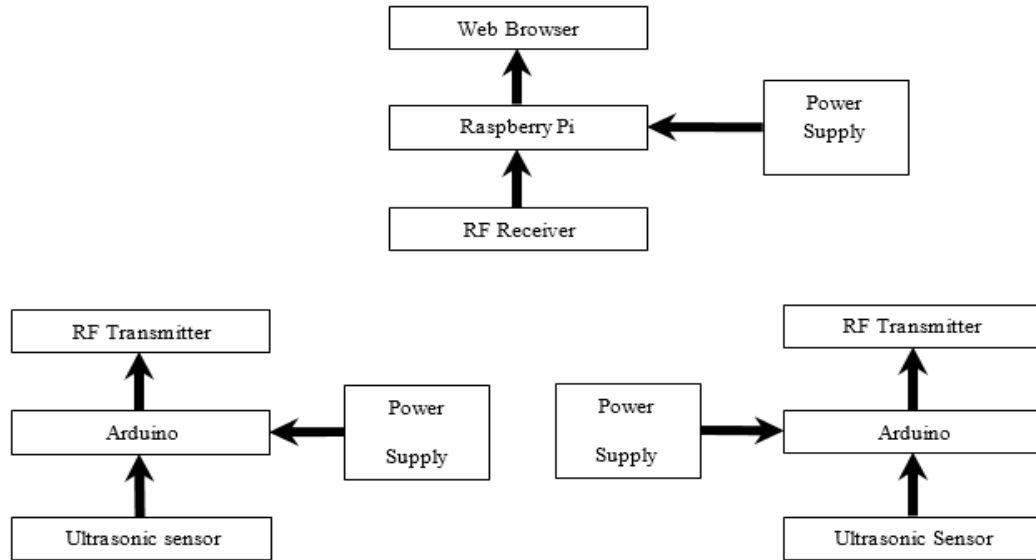 Web Browser
Raspberry Pi
Power
Supply
RF Receiver
RF Transmitter
Arduino
Power
Supply
Ultrasonic sensor
RF Transmitter
Power
Supply
Arduino
Ultrasonic Sensor